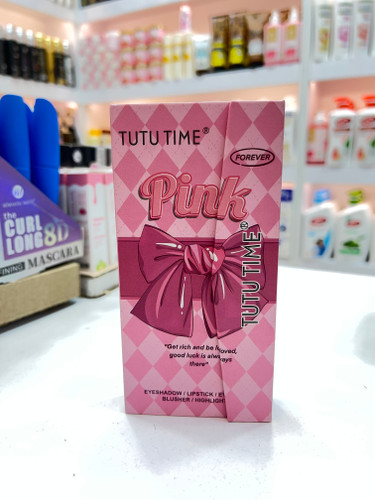 TUTU TIME®
FOREVER
Pink
TUTU TIME®
"Get rich and be loved,
good luck is always
there"
EYESHADOW / LIPSTICK /
BLUSHER /
the
CURL
LONG 8D
MASCARA